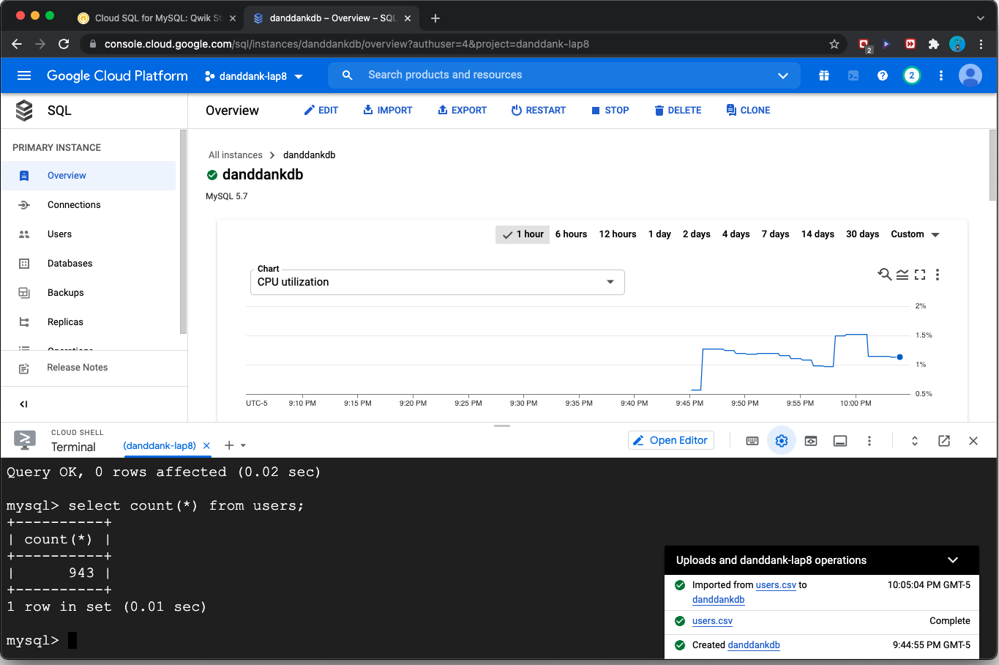 Cloud SQL for MySQL: Qwik St
danddankdb – Overview – SQL
console.cloud.google.com/sql/instances/danddankdb/overview?authuser=4&project=danddank-lap8
2
Google Cloud Platform
danddank-lap8
Search products and resources
2
SQL
Overview
EDIT
IMPORT
EXPORT
RESTART
STOP
DELETE
CLONE
PRIMARY INSTANCE
Overview
Connections
Users
Databases
Backups
Replicas
Operations
Release Notes
All instances
danddankdb
danddankdb
MySQL 5.7
1 hour
6 hours
12 hours
1 day
2 days
4 days
7 days
14 days
30 days
Custom
Chart
CPU utilization
2%
1.5%
1%
0.5%
UTC-5
9:10 PM
9:15 PM
9:20 PM
9:25 PM
9:30 PM
9:35 PM
9:40 PM
9:45 PM
9:50 PM
9:55 PM
10:00 PM
CLOUD SHELL
Terminal
(danddank-lap8)
Open Editor
Query OK, 0 rows affected (0.02 sec)
mysql> select count(*) from users;
+----------+
| count(*) |
+----------+
|      943 |
+----------+
1 row in set (0.01 sec)
mysql>
Uploads and danddank-lap8 operations
Imported from users.csv to
danddankdb
10:05:04 PM GMT-5
users.csv
Complete
Created danddankdb
9:44:55 PM GMT-5